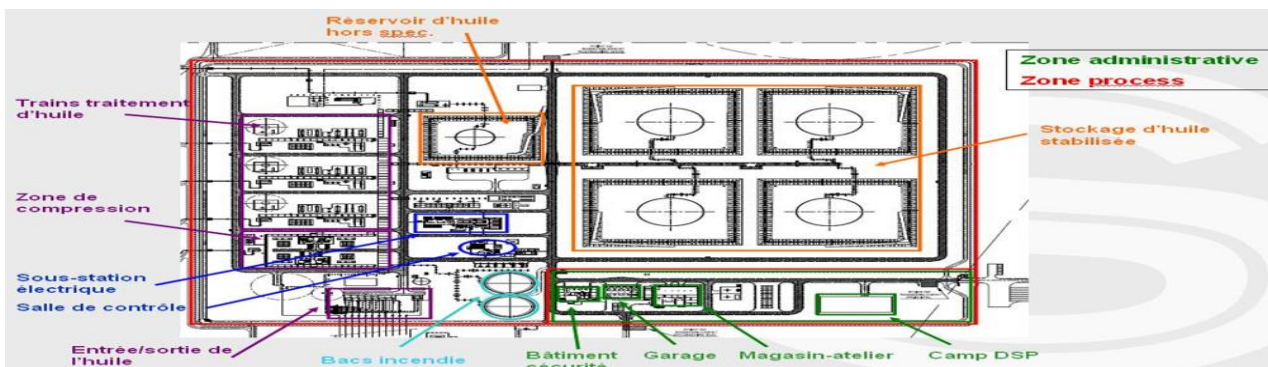 Réservoir d'huile
hors spec.
Zone administrative
Zone process
Trains traitement
d'huile
Stockage d'huile
stabilisée
Zone de
compression
Sous-station
électrique
Salle de contrôle
Entrée/sortie de
l'huile
Bacs incendie
Bâtiment
sécurité
Garage
Magasin-atelier
Camp DSP